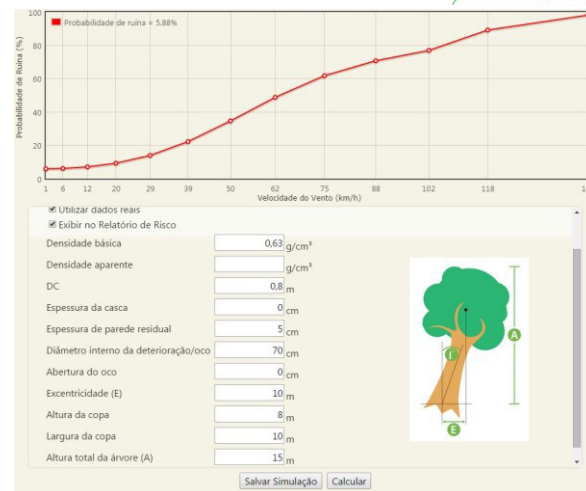 100
Probabilidade de ruína = 5.88%
80
60
40
20
0
Probabilidade de Ruína (%)
1 6 12 20 29 39 50 62 75 88 102 118
Velocidade do Vento (km/h)
Utilizar dados reais
Exibir no Relatório de Risco
Densidade básica 0,63 g/cm³
Densidade aparente g/cm³
DC 0,8 m
Espessura da casca 0 cm
Espessura de parede residual 5 cm
Diâmetro interno da deterioração/oco 70 cm
Abertura do oco 0 cm
Excentricidade (E) 10 m
Altura da copa 8 m
Largura da copa 10 m
Altura total da árvore (A) 15 m
A
I
E
Salvar Simulação Calcular